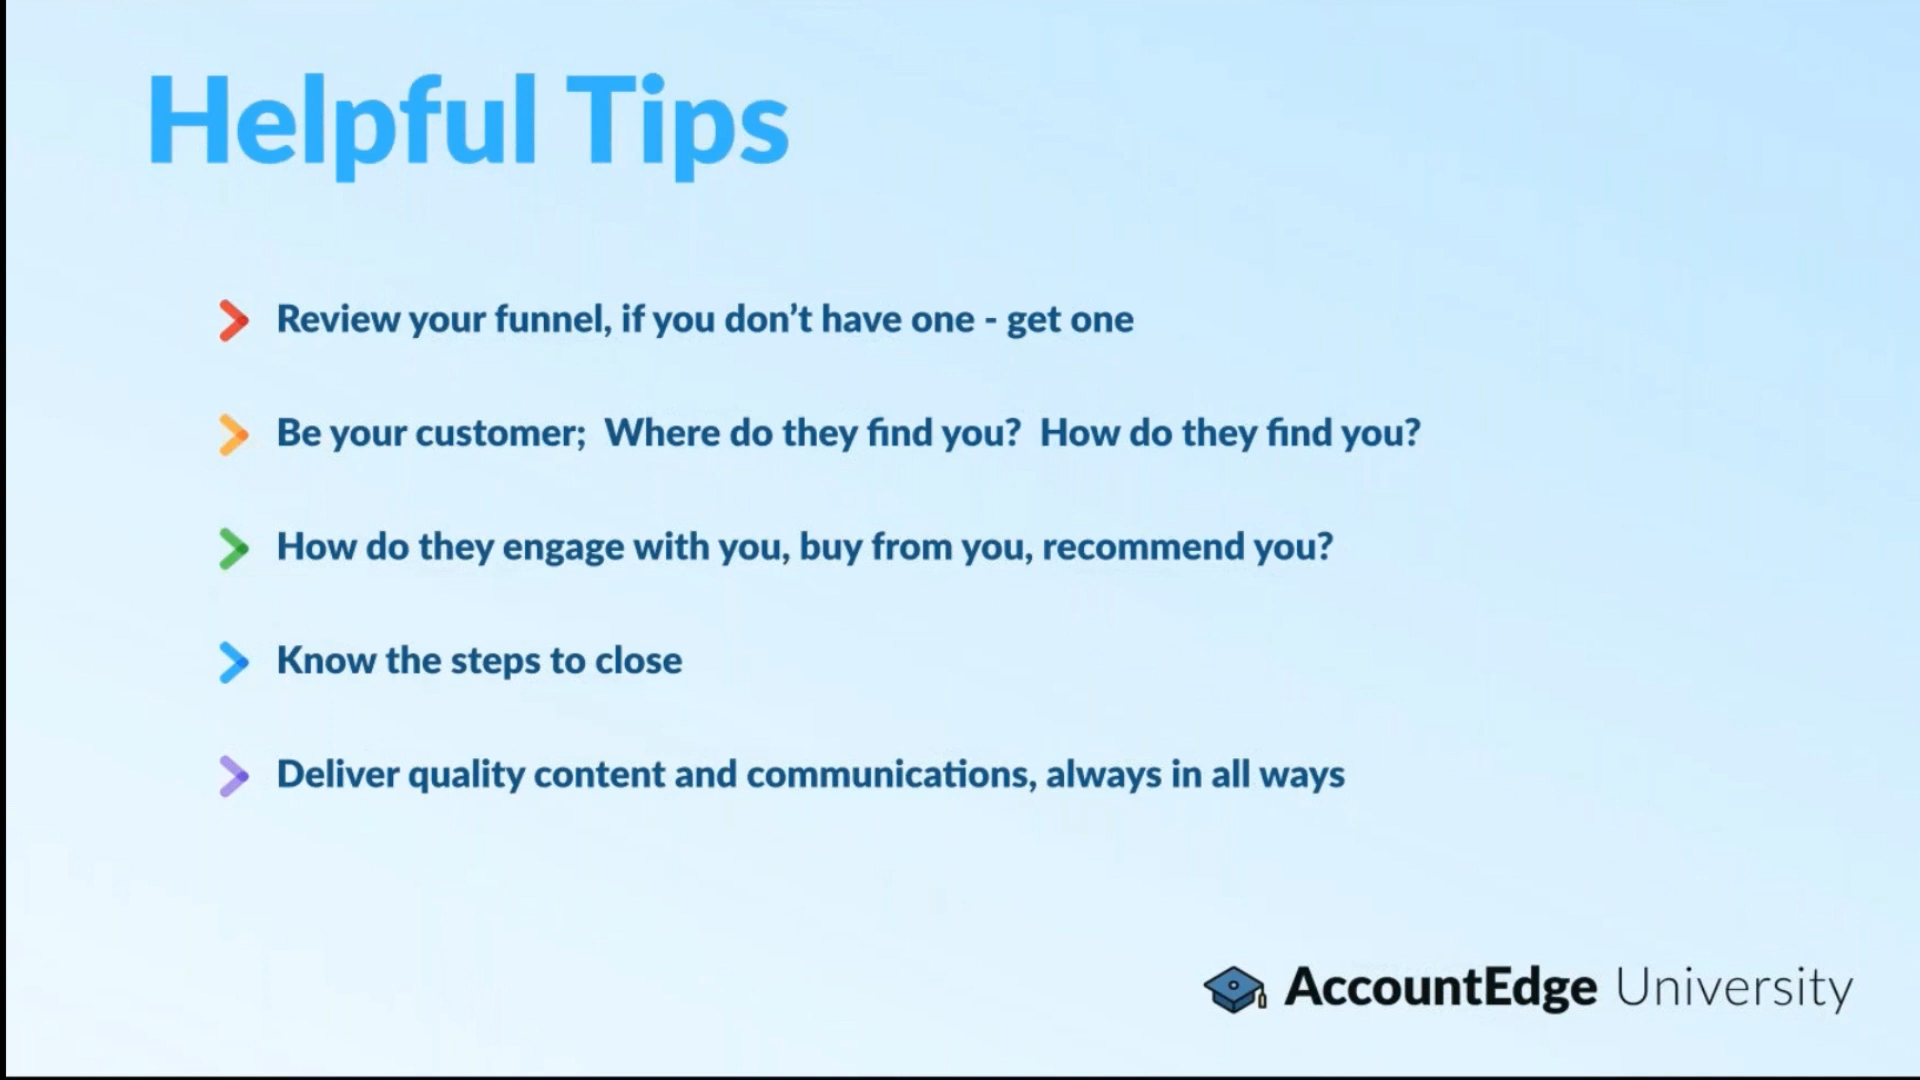 Helpful Tips
Review your funnel, if you don’t have one - get one
Be your customer;  Where do they find you?  How do they find you?
How do they engage with you, buy from you, recommend you?
Know the steps to close
Deliver quality content and communications, always in all ways
AccountEdge University